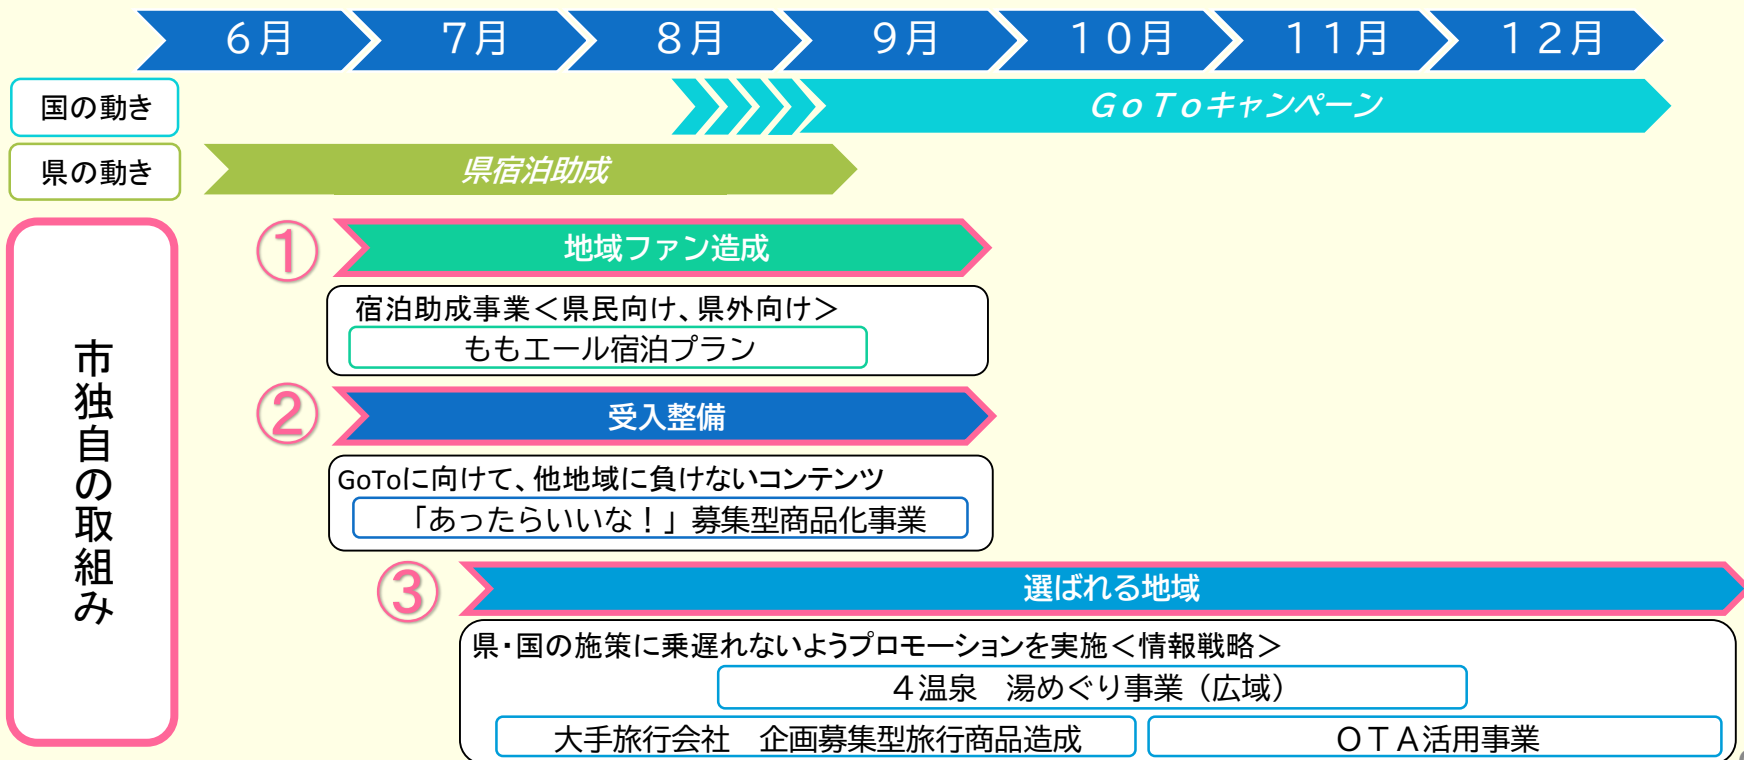 ６月 ７月 ８月 ９月 １０月 １１月 １２月
国の動き
ＧｏＴｏキャンペーン
県の動き
県宿泊助成
市独自の取組み
① 地域ファン造成
宿泊助成事業＜県民向け、県外向け＞
ももエール宿泊プラン
② 受入整備
GoToに向けて、他地域に負けないコンテンツ
「あったらいいな！」募集型商品化事業
③ 選ばれる地域
県・国の施策に乗遅れないようプロモーションを実施＜情報戦略＞
４温泉　湯めぐり事業（広域）
大手旅行会社　企画募集型旅行商品造成
ＯＴＡ活用事業